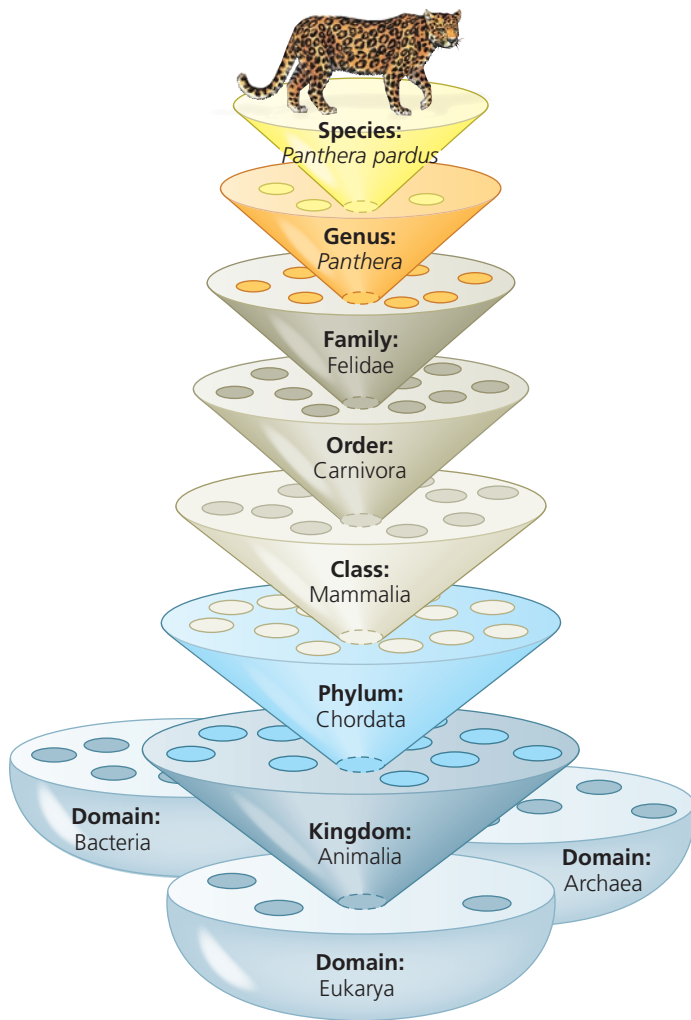 Species:
Panthera pardus
Genus:
Panthera
Family:
Felidae
Order:
Carnivora
Class:
Mammalia
Phylum:
Chordata
Domain:
Bacteria
Kingdom:
Animalia
Domain:
Archaea
Domain:
Eukarya